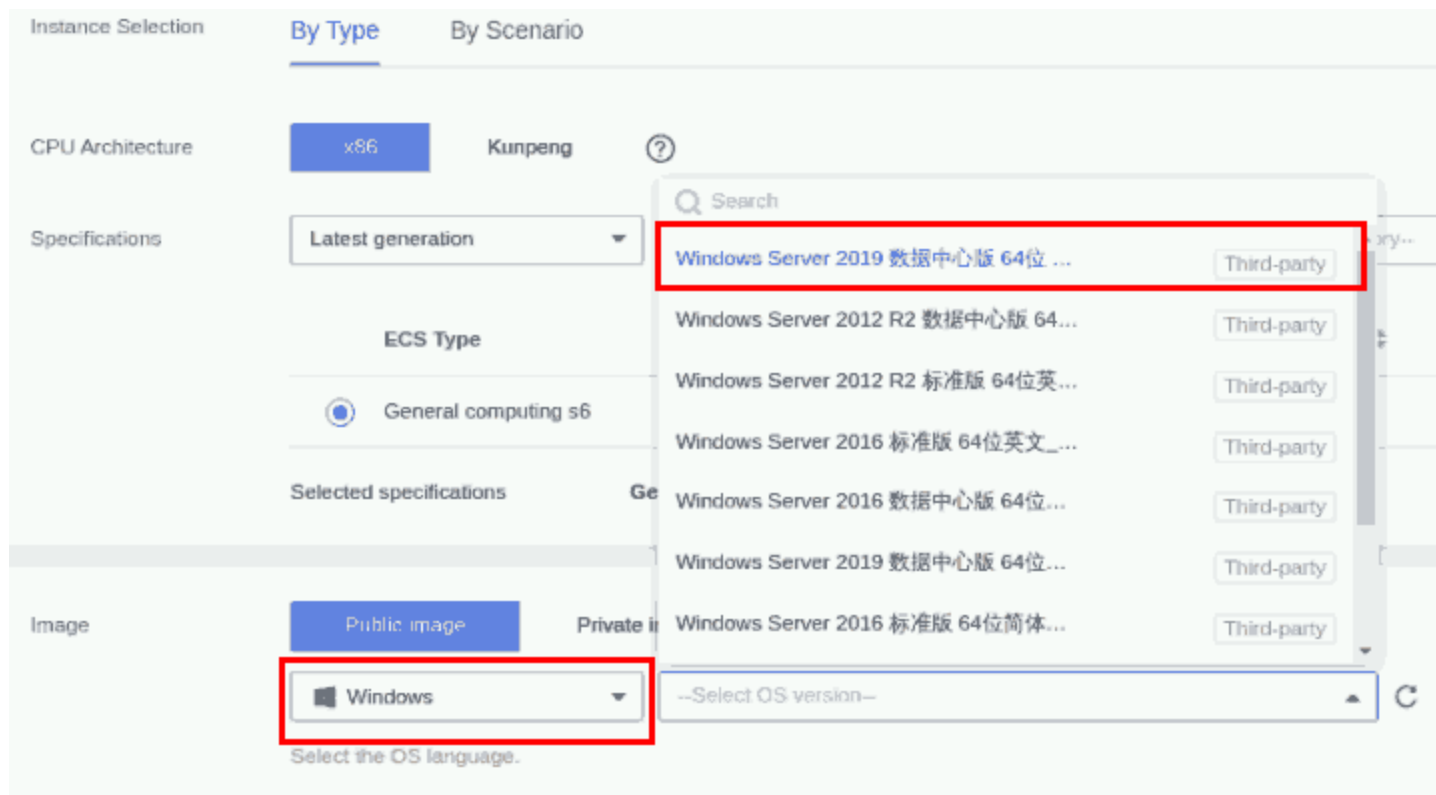 Instance Selection By Type By Scenario
CPU Architecture x86 Kunpeng ?
Search
Specifications Latest generation
Windows Server 2019 数据中心版 64位 ... Third-party
Windows Server 2012 R2 数据中心版 64... Third-party
ECS Type
Windows Server 2012 R2 标准版 64位英... Third-party
General computing s6
Windows Server 2016 标准版 64位英文_... Third-party
Selected specifications Ge
Windows Server 2016 数据中心版 64位... Third-party
Windows Server 2019 数据中心版 64位... Third-party
Image Public image Private i
Windows Server 2016 标准版 64位简体... Third-party
Windows --Select OS version--
Select the OS language.